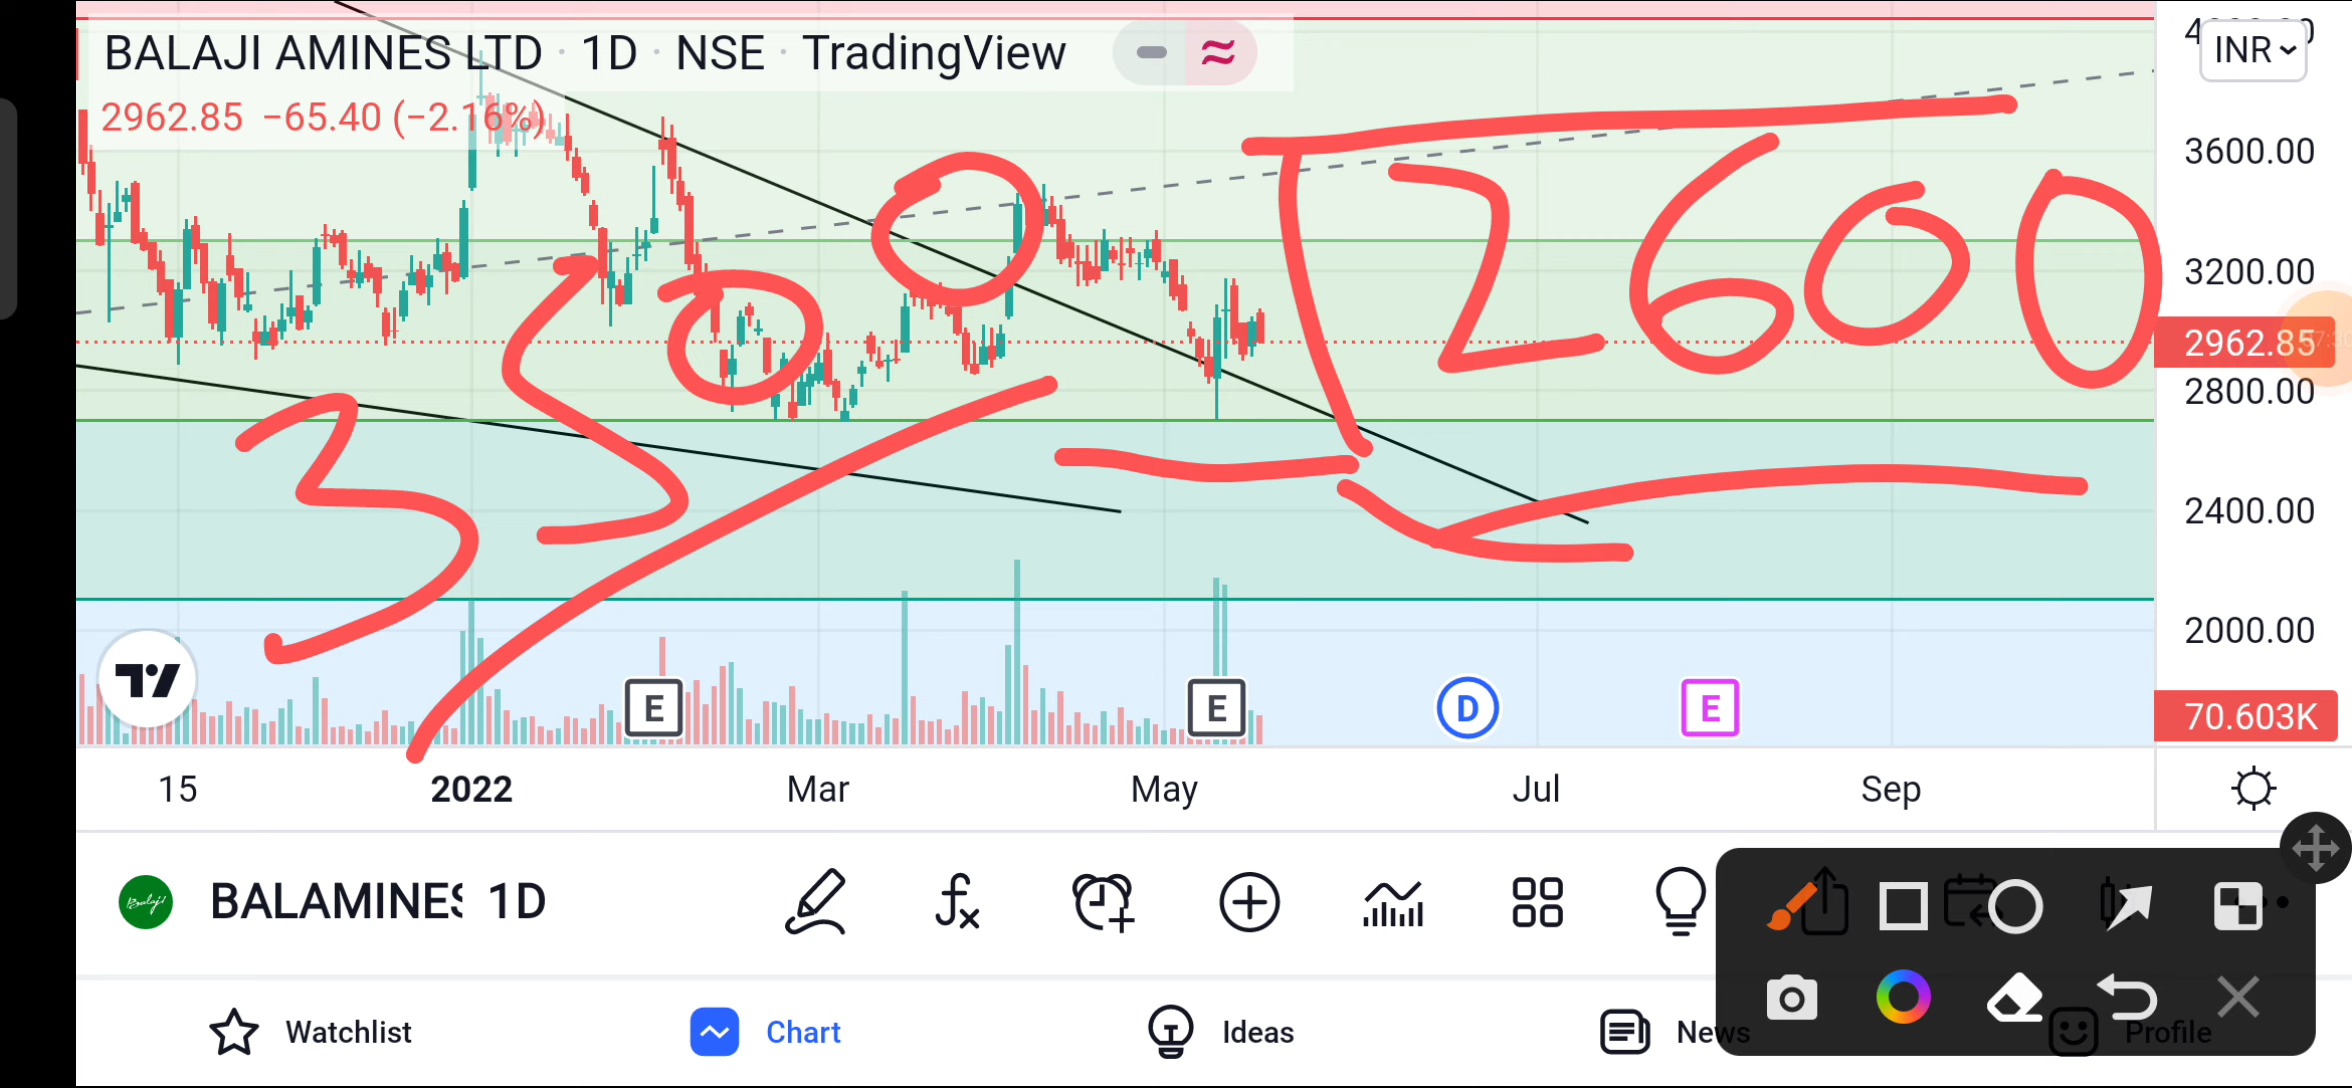 BALAJI AMINES LTD · 1D · NSE · TradingView
INR
2962.85 −65.40 (−2.16%)
3600.00
3200.00
2962.85
2800.00
2400.00
2000.00
70.603K
3500
2600
E
E
D
E
15 2022 Mar May Jul Sep
BALAMINES 1D
Watchlist Chart Ideas News Profile